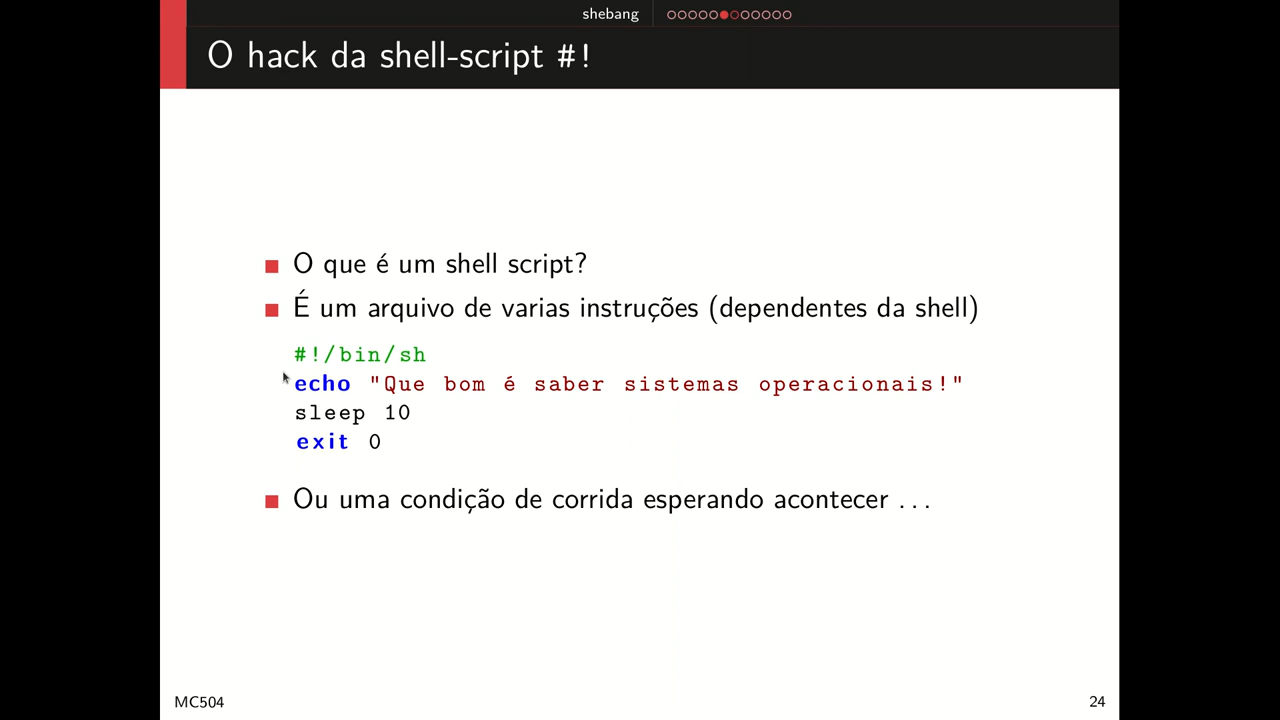 shebang
O hack da shell-script #!
O que é um shell script?
É um arquivo de varias instruções (dependentes da shell)
#!/bin/sh
echo "Que bom é saber sistemas operacionais!"
sleep 10
exit 0
Ou uma condição de corrida esperando acontecer ...
MC504
24